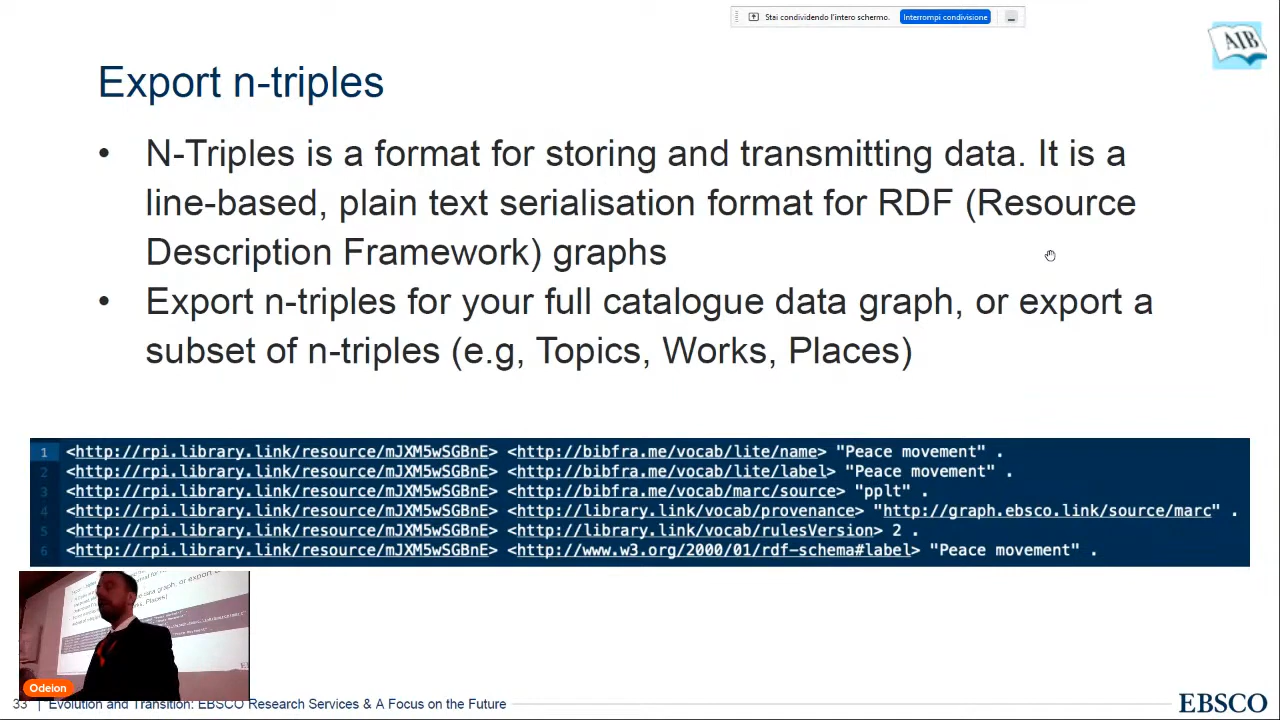 Stai condividendo l'intero schermo. Interrompi condivisione
AIB
Export n-triples
• N-Triples is a format for storing and transmitting data. It is a
line-based, plain text serialisation format for RDF (Resource
Description Framework) graphs
• Export n-triples for your full catalogue data graph, or export a
subset of n-triples (e.g, Topics, Works, Places)
1 <http://rpi.library.link/resource/mJXM5wSGBnE> <http://bibfra.me/vocab/lite/name> "Peace movement" .
2 <http://rpi.library.link/resource/mJXM5wSGBnE> <http://bibfra.me/vocab/lite/label> "Peace movement" .
3 <http://rpi.library.link/resource/mJXM5wSGBnE> <http://bibfra.me/vocab/marc/source> "pplt" .
4 <http://rpi.library.link/resource/mJXM5wSGBnE> <http://library.link/vocab/provenance> "http://graph.ebsco.link/source/marc" .
5 <http://rpi.library.link/resource/mJXM5wSGBnE> <http://library.link/vocab/rulesVersion> 2 .
6 <http://rpi.library.link/resource/mJXM5wSGBnE> <http://www.w3.org/2000/01/rdf-schema#label> "Peace movement" .
Odeion
33 | Evolution and Transition: EBSCO Research Services & A Focus on the Future
EBSCO